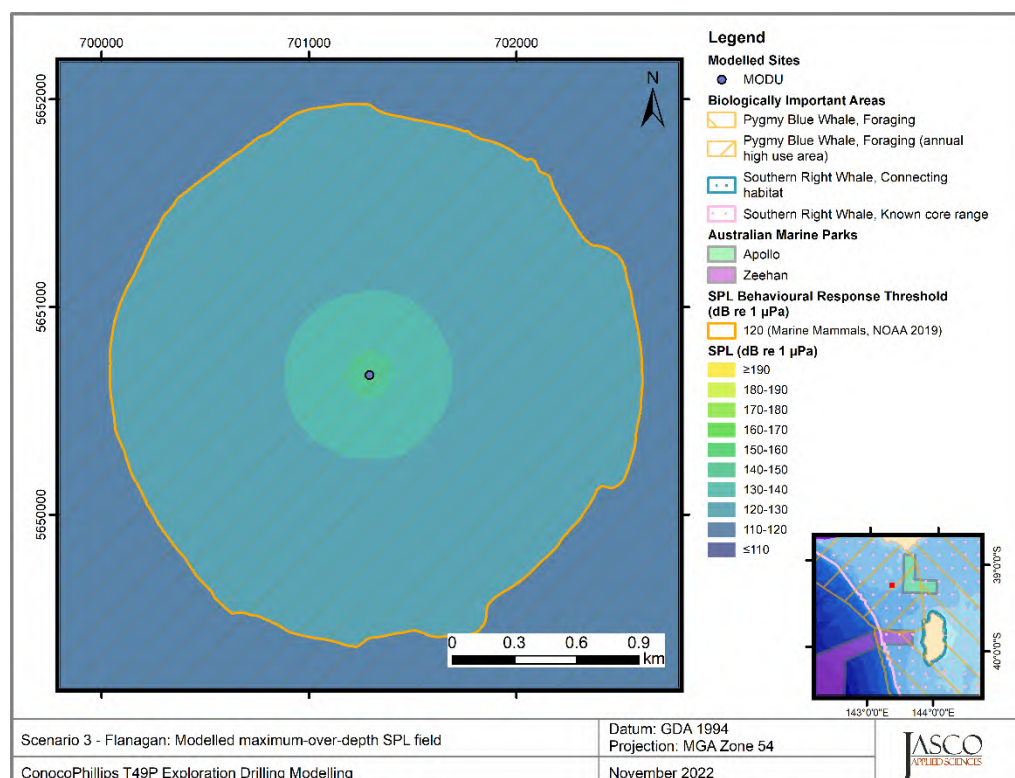 700000 701000 702000
5652000
5651000
5650000
N
0 0.3 0.6 0.9
km
Legend
Modelled Sites
MODU
Biologically Important Areas
Pygmy Blue Whale, Foraging
Pygmy Blue Whale, Foraging (annual
high use area)
Southern Right Whale, Connecting
habitat
Southern Right Whale, Known core range
Australian Marine Parks
Apollo
Zeehan
SPL Behavioural Response Threshold
(dB re 1 µPa)
120 (Marine Mammals, NOAA 2019)
SPL (dB re 1 µPa)
≥190
180-190
170-180
160-170
150-160
140-150
130-140
120-130
110-120
≤110
39°0'0"S
40°0'0"S
143°0'0"E 144°0'0"E
Scenario 3 - Flanagan: Modelled maximum-over-depth SPL field
Datum: GDA 1994
Projection: MGA Zone 54
ConocoPhillips T49P Exploration Drilling Modelling
November 2022
JASCO
APPLIED SCIENCES